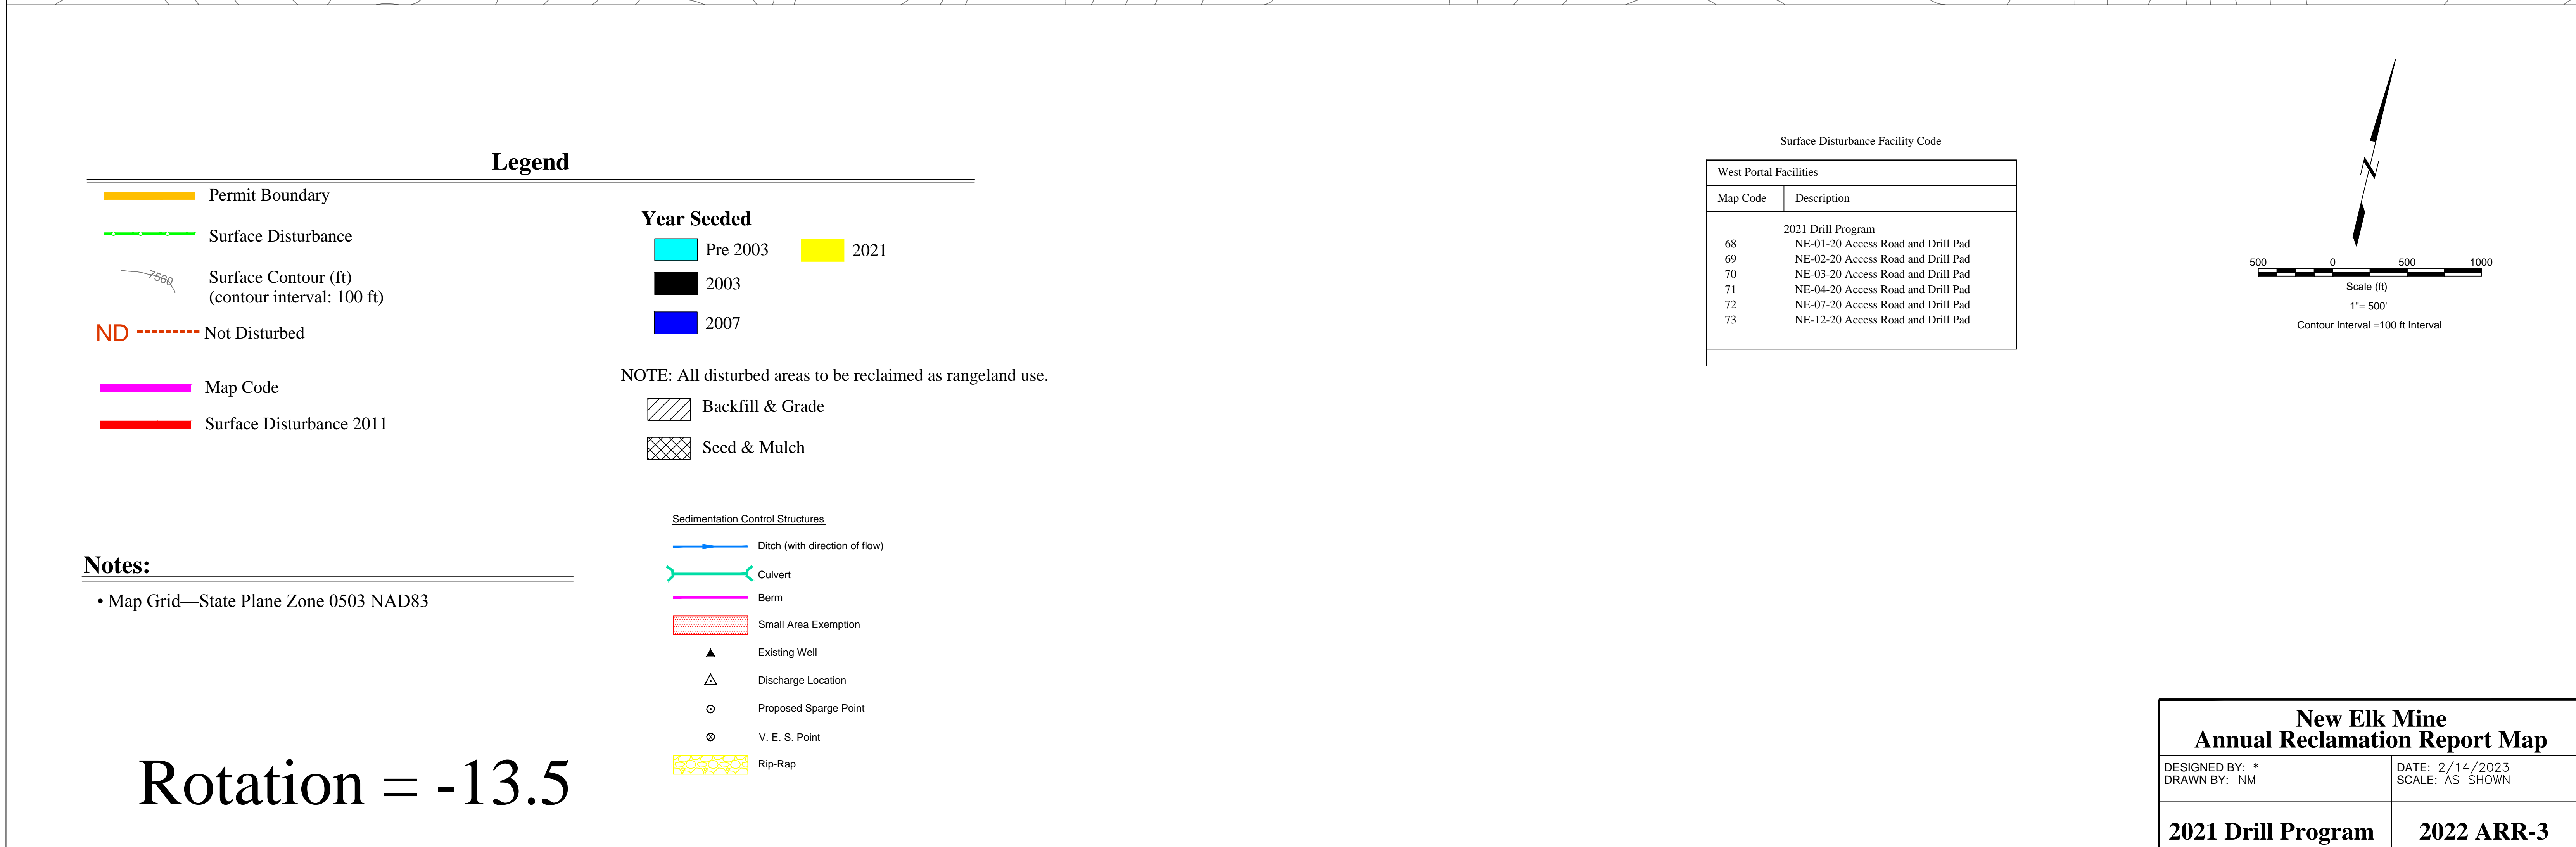 Legend
Permit Boundary
Surface Disturbance
7560
Surface Contour (ft)
(contour interval: 100 ft)
ND
Not Disturbed
Map Code
Surface Disturbance 2011
Year Seeded
Pre 2003
2021
2003
2007
NOTE: All disturbed areas to be reclaimed as rangeland use.
Backfill & Grade
Seed & Mulch
Sedimentation Control Structures
Ditch (with direction of flow)
Culvert
Berm
Small Area Exemption
Existing Well
Discharge Location
Proposed Sparge Point
V. E. S. Point
Rip-Rap
Notes:
• Map Grid—State Plane Zone 0503 NAD83
Rotation = -13.5
Surface Disturbance Facility Code
West Portal Facilities
Map Code Description
2021 Drill Program
68 NE-01-20 Access Road and Drill Pad
69 NE-02-20 Access Road and Drill Pad
70 NE-03-20 Access Road and Drill Pad
71 NE-04-20 Access Road and Drill Pad
72 NE-07-20 Access Road and Drill Pad
73 NE-12-20 Access Road and Drill Pad
N
500 0 500 1000
Scale (ft)
1"= 500'
Contour Interval =100 ft Interval
New Elk Mine
Annual Reclamation Report Map
DESIGNED BY: *
DRAWN BY: NM
DATE: 2/14/2023
SCALE: AS SHOWN
2021 Drill Program
2022 ARR-3